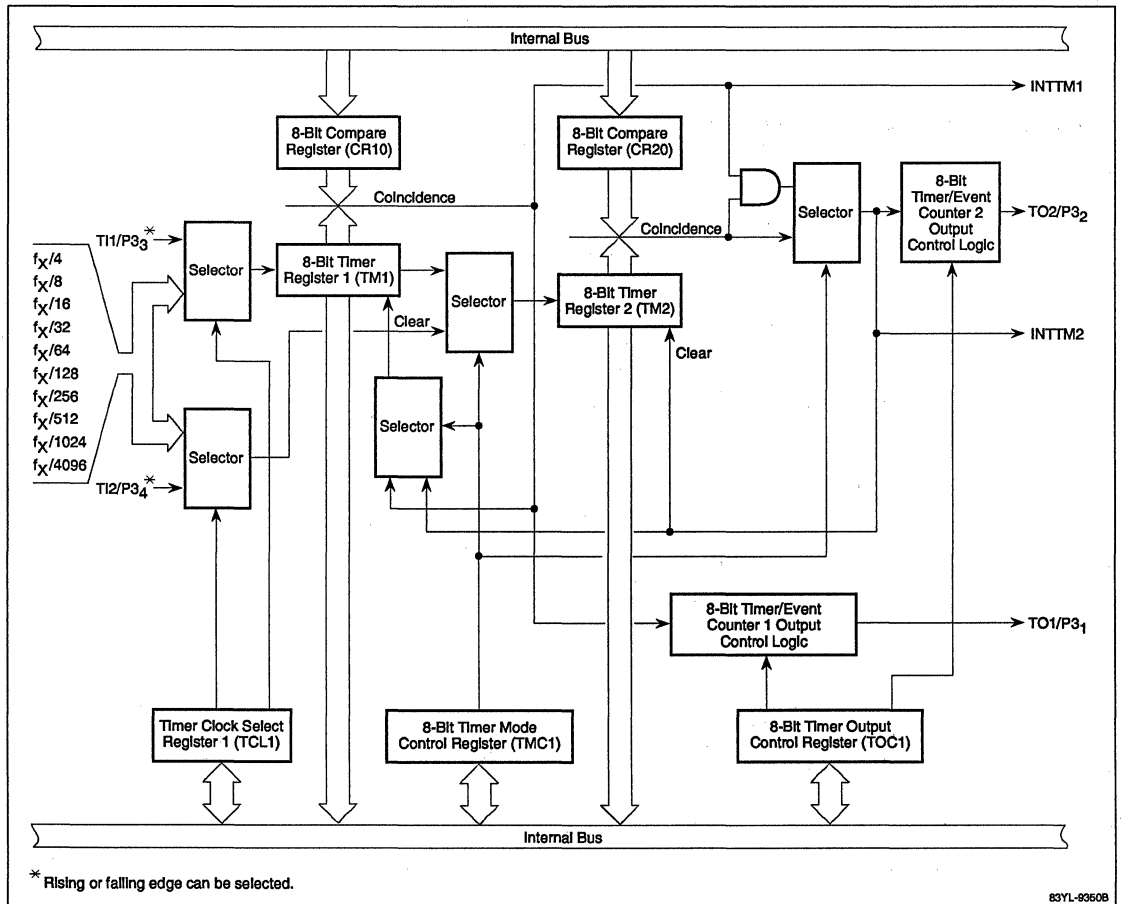 Internal Bus
INTTM1
8-Bit Compare
Register (CR10)
8-Bit Compare
Register (CR20)
Coincidence
Coincidence
Selector
8-Bit
Timer/Event
Counter 2
Output
Control Logic
TO2/P3₂
TI1/P3₃*
fX/4
fX/8
fX/16
fX/32
fX/64
fX/128
fX/256
fX/512
fX/1024
fX/4096
TI2/P3₄*
Selector
8-Bit Timer
Register 1 (TM1)
Selector
8-Bit Timer
Register 2 (TM2)
Clear
Clear
INTTM2
Selector
Selector
8-Bit Timer/Event
Counter 1 Output
Control Logic
TO1/P3₁
Timer Clock Select
Register 1 (TCL1)
8-Bit Timer Mode
Control Register (TMC1)
8-Bit Timer Output
Control Register (TOC1)
Internal Bus
* Rising or falling edge can be selected.
83YL-9350B